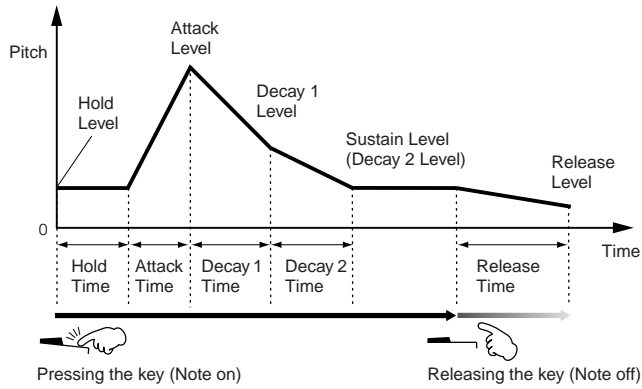 Pitch
Attack
Level
Hold
Level
Decay 1
Level
Sustain Level
(Decay 2 Level)
Release
Level
0
Time
Hold
Time
Attack
Time
Decay 1
Time
Decay 2
Time
Release
Time
Pressing the key (Note on)
Releasing the key (Note off)